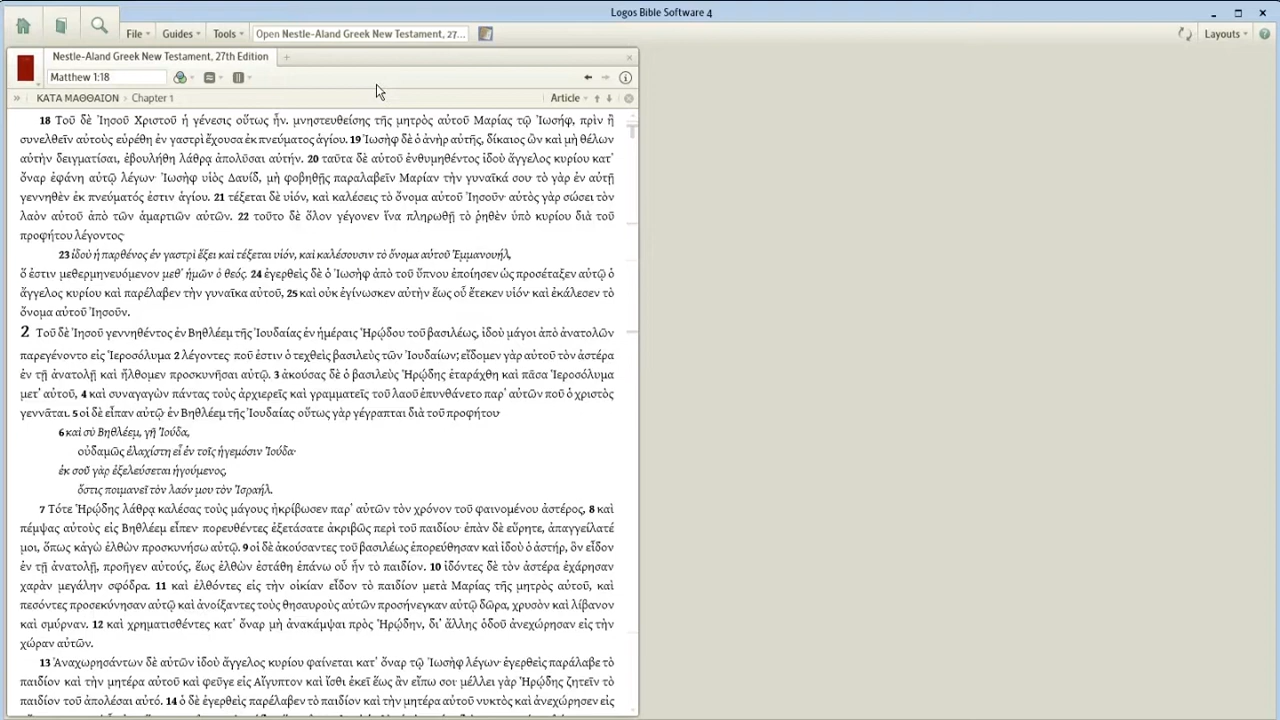 Logos Bible Software 4
File Guides Tools Open Nestle-Aland Greek New Testament, 27... Layouts
Nestle-Aland Greek New Testament, 27th Edition
Matthew 1:18
» ΚΑΤΑ ΜΑΘΘΑΙΟΝ › Chapter 1 Article
18 Τοῦ δὲ Ἰησοῦ Χριστοῦ ἡ γένεσις οὕτως ἦν. μνηστευθείσης τῆς μητρὸς αὐτοῦ Μαρίας τῷ Ἰωσήφ, πρὶν ἢ
συνελθεῖν αὐτοὺς εὑρέθη ἐν γαστρὶ ἔχουσα ἐκ πνεύματος ἁγίου. 19 Ἰωσὴφ δὲ ὁ ἀνὴρ αὐτῆς, δίκαιος ὢν καὶ μὴ θέλων
αὐτὴν δειγματίσαι, ἐβουλήθη λάθρᾳ ἀπολῦσαι αὐτήν. 20 ταῦτα δὲ αὐτοῦ ἐνθυμηθέντος ἰδοὺ ἄγγελος κυρίου κατ’
ὄναρ ἐφάνη αὐτῷ λέγων· Ἰωσὴφ υἱὸς Δαυίδ, μὴ φοβηθῇς παραλαβεῖν Μαρίαν τὴν γυναῖκά σου· τὸ γὰρ ἐν αὐτῇ
γεννηθὲν ἐκ πνεύματός ἐστιν ἁγίου. 21 τέξεται δὲ υἱόν, καὶ καλέσεις τὸ ὄνομα αὐτοῦ Ἰησοῦν· αὐτὸς γὰρ σώσει τὸν
λαὸν αὐτοῦ ἀπὸ τῶν ἁμαρτιῶν αὐτῶν. 22 τοῦτο δὲ ὅλον γέγονεν ἵνα πληρωθῇ τὸ ῥηθὲν ὑπὸ κυρίου διὰ τοῦ
προφήτου λέγοντος·
23 ἰδοὺ ἡ παρθένος ἐν γαστρὶ ἕξει καὶ τέξεται υἱόν, καὶ καλέσουσιν τὸ ὄνομα αὐτοῦ Ἐμμανουήλ,
ὅ ἐστιν μεθερμηνευόμενον μεθ’ ἡμῶν ὁ θεός. 24 ἐγερθεὶς δὲ ὁ Ἰωσὴφ ἀπὸ τοῦ ὕπνου ἐποίησεν ὡς προσέταξεν αὐτῷ ὁ
ἄγγελος κυρίου καὶ παρέλαβεν τὴν γυναῖκα αὐτοῦ, 25 καὶ οὐκ ἐγίνωσκεν αὐτὴν ἕως οὗ ἔτεκεν υἱόν· καὶ ἐκάλεσεν τὸ
ὄνομα αὐτοῦ Ἰησοῦν.
2 Τοῦ δὲ Ἰησοῦ γεννηθέντος ἐν Βηθλέεμ τῆς Ἰουδαίας ἐν ἡμέραις Ἡρῴδου τοῦ βασιλέως, ἰδοὺ μάγοι ἀπὸ ἀνατολῶν
παρεγένοντο εἰς Ἱεροσόλυμα 2 λέγοντες· ποῦ ἐστιν ὁ τεχθεὶς βασιλεὺς τῶν Ἰουδαίων; εἴδομεν γὰρ αὐτοῦ τὸν ἀστέρα
ἐν τῇ ἀνατολῇ καὶ ἤλθομεν προσκυνῆσαι αὐτῷ. 3 ἀκούσας δὲ ὁ βασιλεὺς Ἡρῴδης ἐταράχθη καὶ πᾶσα Ἱεροσόλυμα
μετ’ αὐτοῦ, 4 καὶ συναγαγὼν πάντας τοὺς ἀρχιερεῖς καὶ γραμματεῖς τοῦ λαοῦ ἐπυνθάνετο παρ’ αὐτῶν ποῦ ὁ χριστὸς
γεννᾶται. 5 οἱ δὲ εἶπαν αὐτῷ· ἐν Βηθλέεμ τῆς Ἰουδαίας· οὕτως γὰρ γέγραπται διὰ τοῦ προφήτου·
6 καὶ σὺ Βηθλέεμ, γῆ Ἰούδα,
οὐδαμῶς ἐλαχίστη εἶ ἐν τοῖς ἡγεμόσιν Ἰούδα·
ἐκ σοῦ γὰρ ἐξελεύσεται ἡγούμενος,
ὅστις ποιμανεῖ τὸν λαόν μου τὸν Ἰσραήλ.
7 Τότε Ἡρῴδης λάθρᾳ καλέσας τοὺς μάγους ἠκρίβωσεν παρ’ αὐτῶν τὸν χρόνον τοῦ φαινομένου ἀστέρος, 8 καὶ
πέμψας αὐτοὺς εἰς Βηθλέεμ εἶπεν· πορευθέντες ἐξετάσατε ἀκριβῶς περὶ τοῦ παιδίου· ἐπὰν δὲ εὕρητε, ἀπαγγείλατέ
μοι, ὅπως κἀγὼ ἐλθὼν προσκυνήσω αὐτῷ. 9 οἱ δὲ ἀκούσαντες τοῦ βασιλέως ἐπορεύθησαν καὶ ἰδοὺ ὁ ἀστήρ, ὃν εἶδον
ἐν τῇ ἀνατολῇ, προῆγεν αὐτούς, ἕως ἐλθὼν ἐστάθη ἐπάνω οὗ ἦν τὸ παιδίον. 10 ἰδόντες δὲ τὸν ἀστέρα ἐχάρησαν
χαρὰν μεγάλην σφόδρα. 11 καὶ ἐλθόντες εἰς τὴν οἰκίαν εἶδον τὸ παιδίον μετὰ Μαρίας τῆς μητρὸς αὐτοῦ, καὶ
πεσόντες προσεκύνησαν αὐτῷ καὶ ἀνοίξαντες τοὺς θησαυροὺς αὐτῶν προσήνεγκαν αὐτῷ δῶρα, χρυσὸν καὶ λίβανον
καὶ σμύρναν. 12 καὶ χρηματισθέντες κατ’ ὄναρ μὴ ἀνακάμψαι πρὸς Ἡρῴδην, δι’ ἄλλης ὁδοῦ ἀνεχώρησαν εἰς τὴν
χώραν αὐτῶν.
13 Ἀναχωρησάντων δὲ αὐτῶν ἰδοὺ ἄγγελος κυρίου φαίνεται κατ’ ὄναρ τῷ Ἰωσὴφ λέγων· ἐγερθεὶς παράλαβε τὸ
παιδίον καὶ τὴν μητέρα αὐτοῦ καὶ φεῦγε εἰς Αἴγυπτον καὶ ἴσθι ἐκεῖ ἕως ἂν εἴπω σοι· μέλλει γὰρ Ἡρῴδης ζητεῖν τὸ
παιδίον τοῦ ἀπολέσαι αὐτό. 14 ὁ δὲ ἐγερθεὶς παρέλαβεν τὸ παιδίον καὶ τὴν μητέρα αὐτοῦ νυκτὸς καὶ ἀνεχώρησεν εἰς